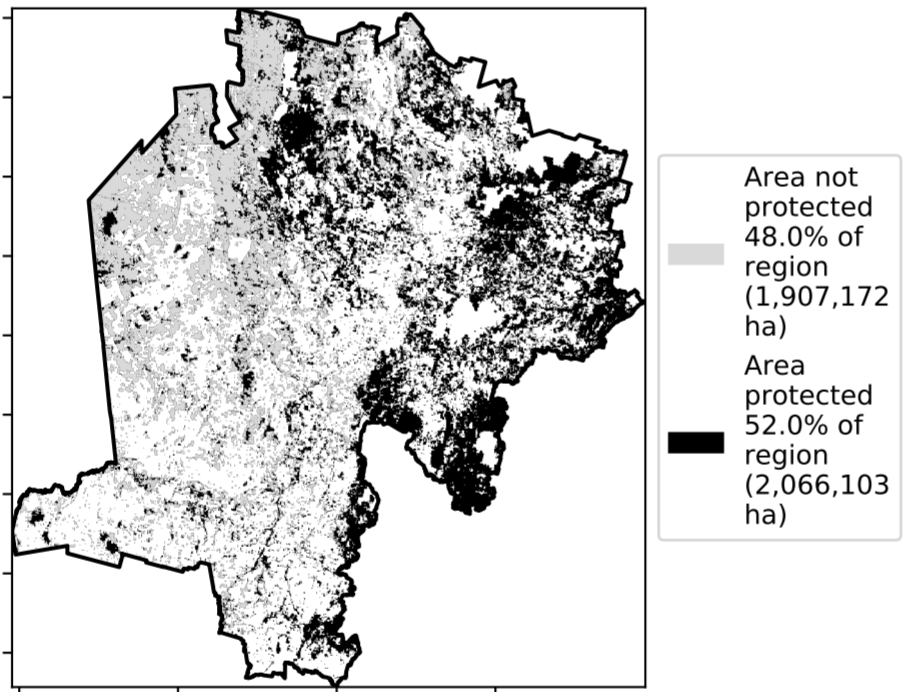 Area not
protected
48.0% of
region
(1,907,172
ha)
Area
protected
52.0% of
region
(2,066,103
ha)